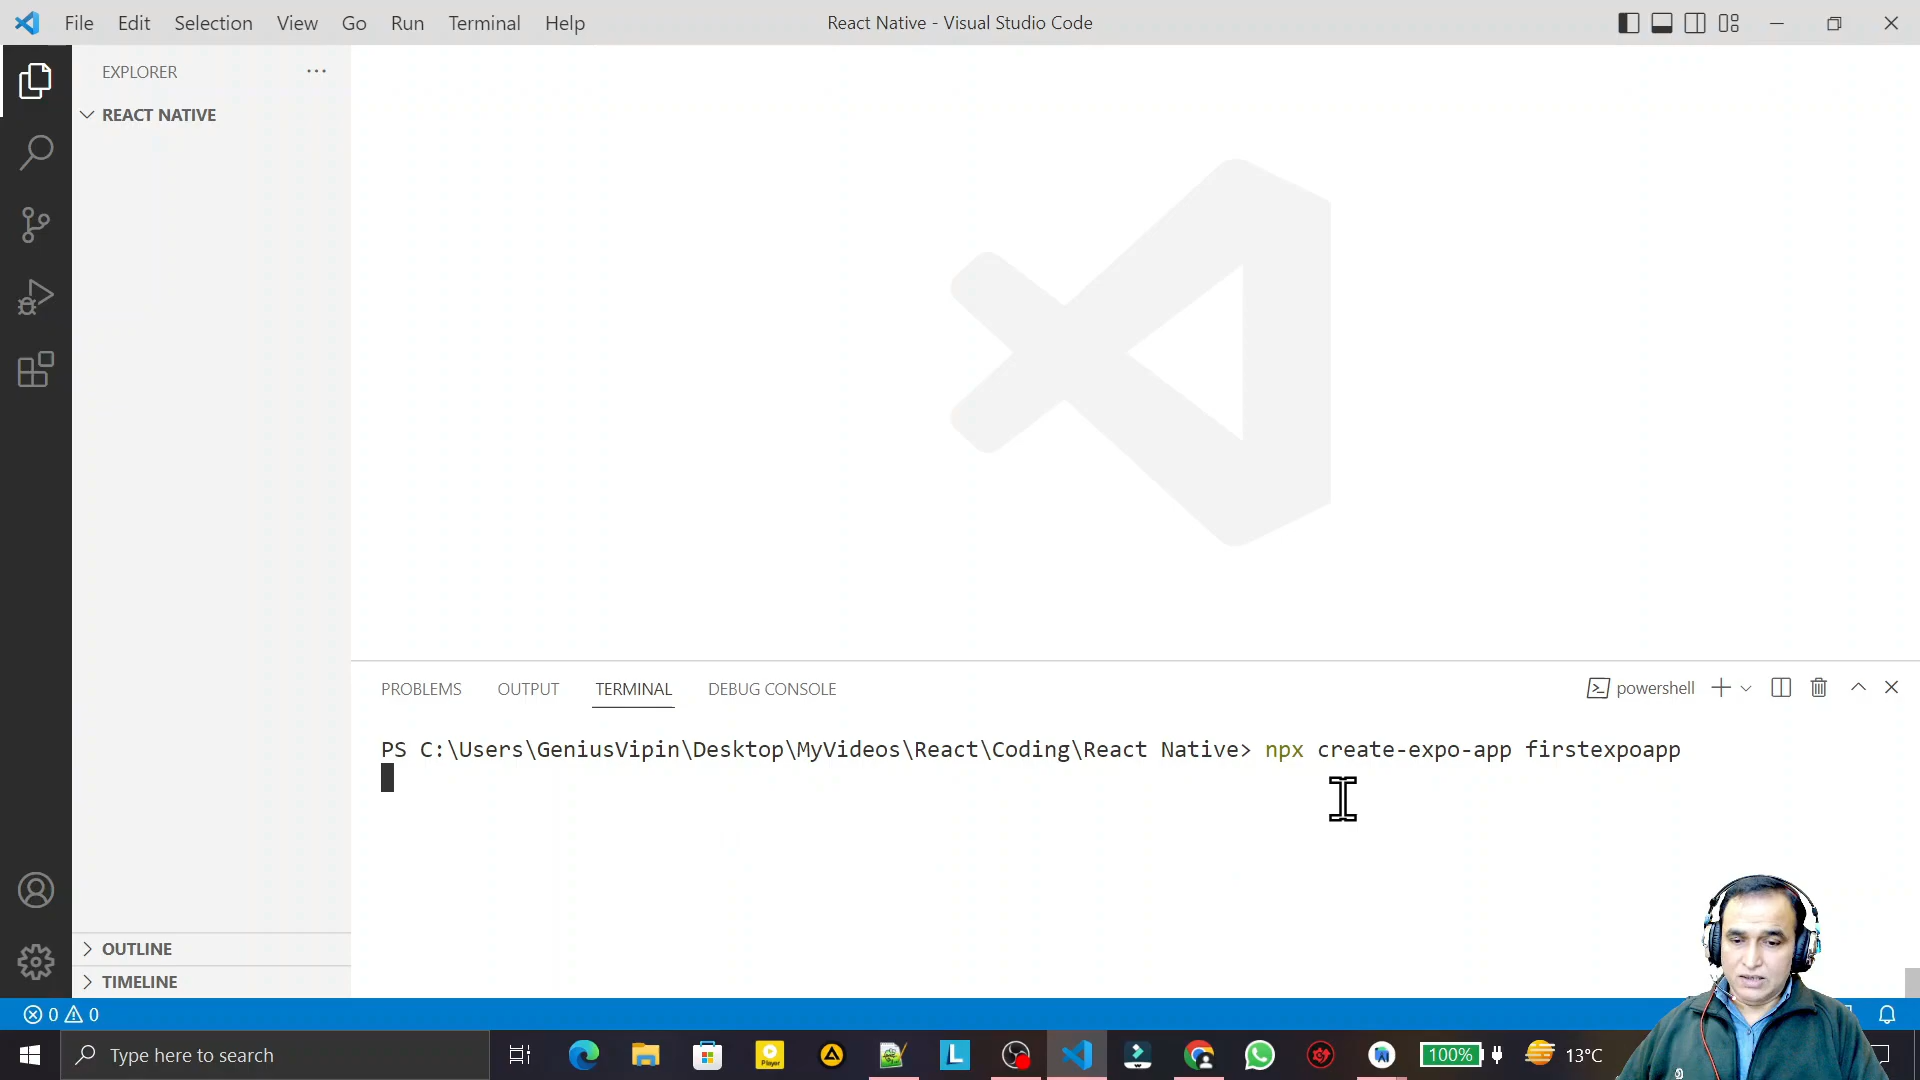 File Edit Selection View Go Run Terminal Help
React Native - Visual Studio Code
EXPLORER
REACT NATIVE
PROBLEMS OUTPUT TERMINAL DEBUG CONSOLE
powershell
PS C:\Users\GeniusVipin\Desktop\MyVideos\React\Coding\React Native> npx create-expo-app firstexpoapp
OUTLINE
TIMELINE
0 0
Type here to search
Player
L
100%
13°C